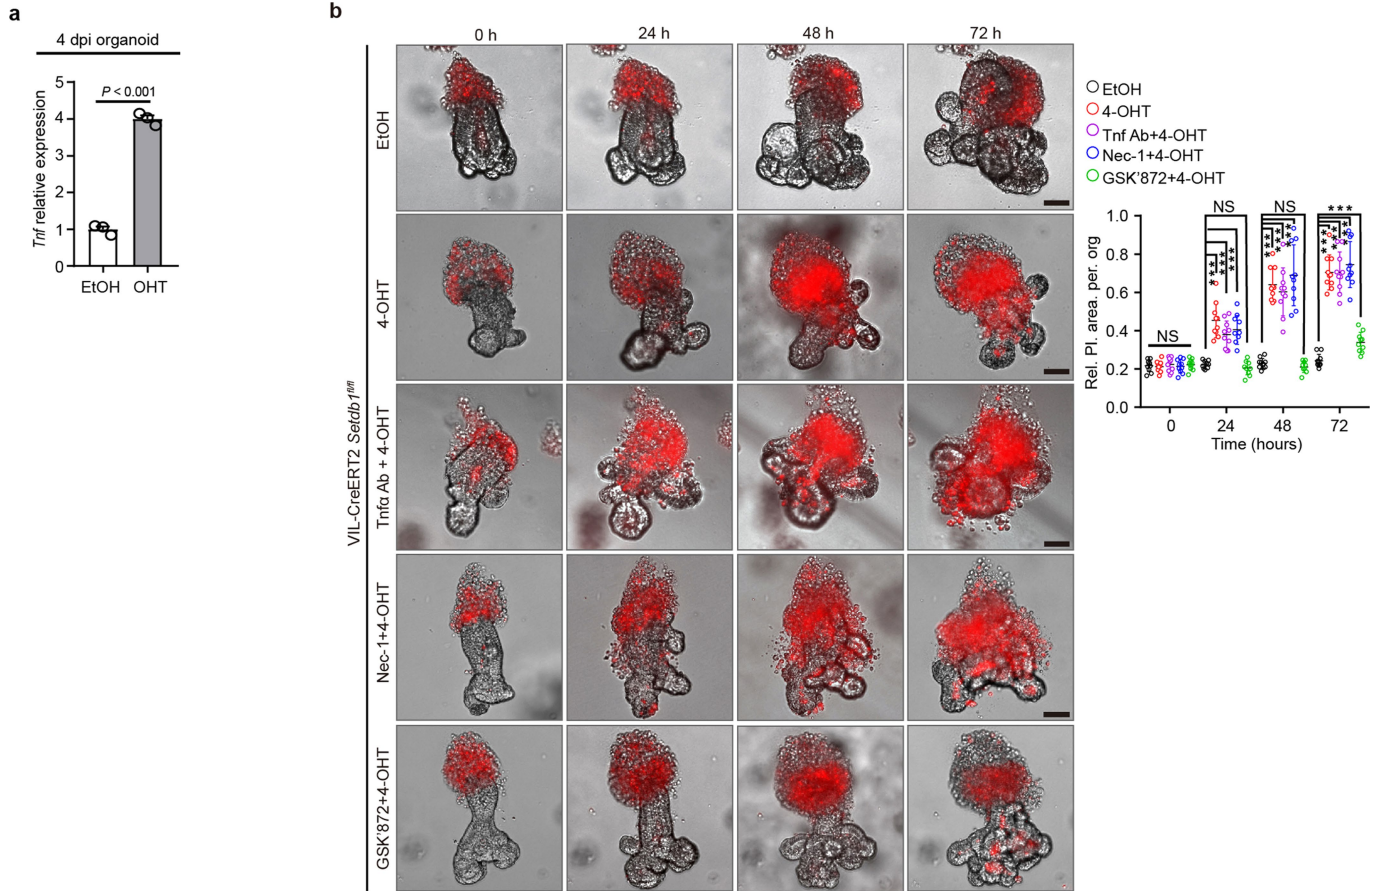 a
4 dpi organoid
Tnf relative expression
5
4
3
2
1
0
P < 0.001
EtOH
OHT
b
0 h
24 h
48 h
72 h
VIL-CreERT2 Setdb1fl/fl
EtOH
4-OHT
Tnfα Ab + 4-OHT
Nec-1+4-OHT
GSK'872+4-OHT
EtOH
4-OHT
Tnf Ab+4-OHT
Nec-1+4-OHT
GSK'872+4-OHT
Rel. PI. area. per. org
1.0
0.8
0.6
0.4
0.2
0.0
NS
NS
NS
***
***
***
***
***
***
***
***
***
***
0
24
48
72
Time (hours)